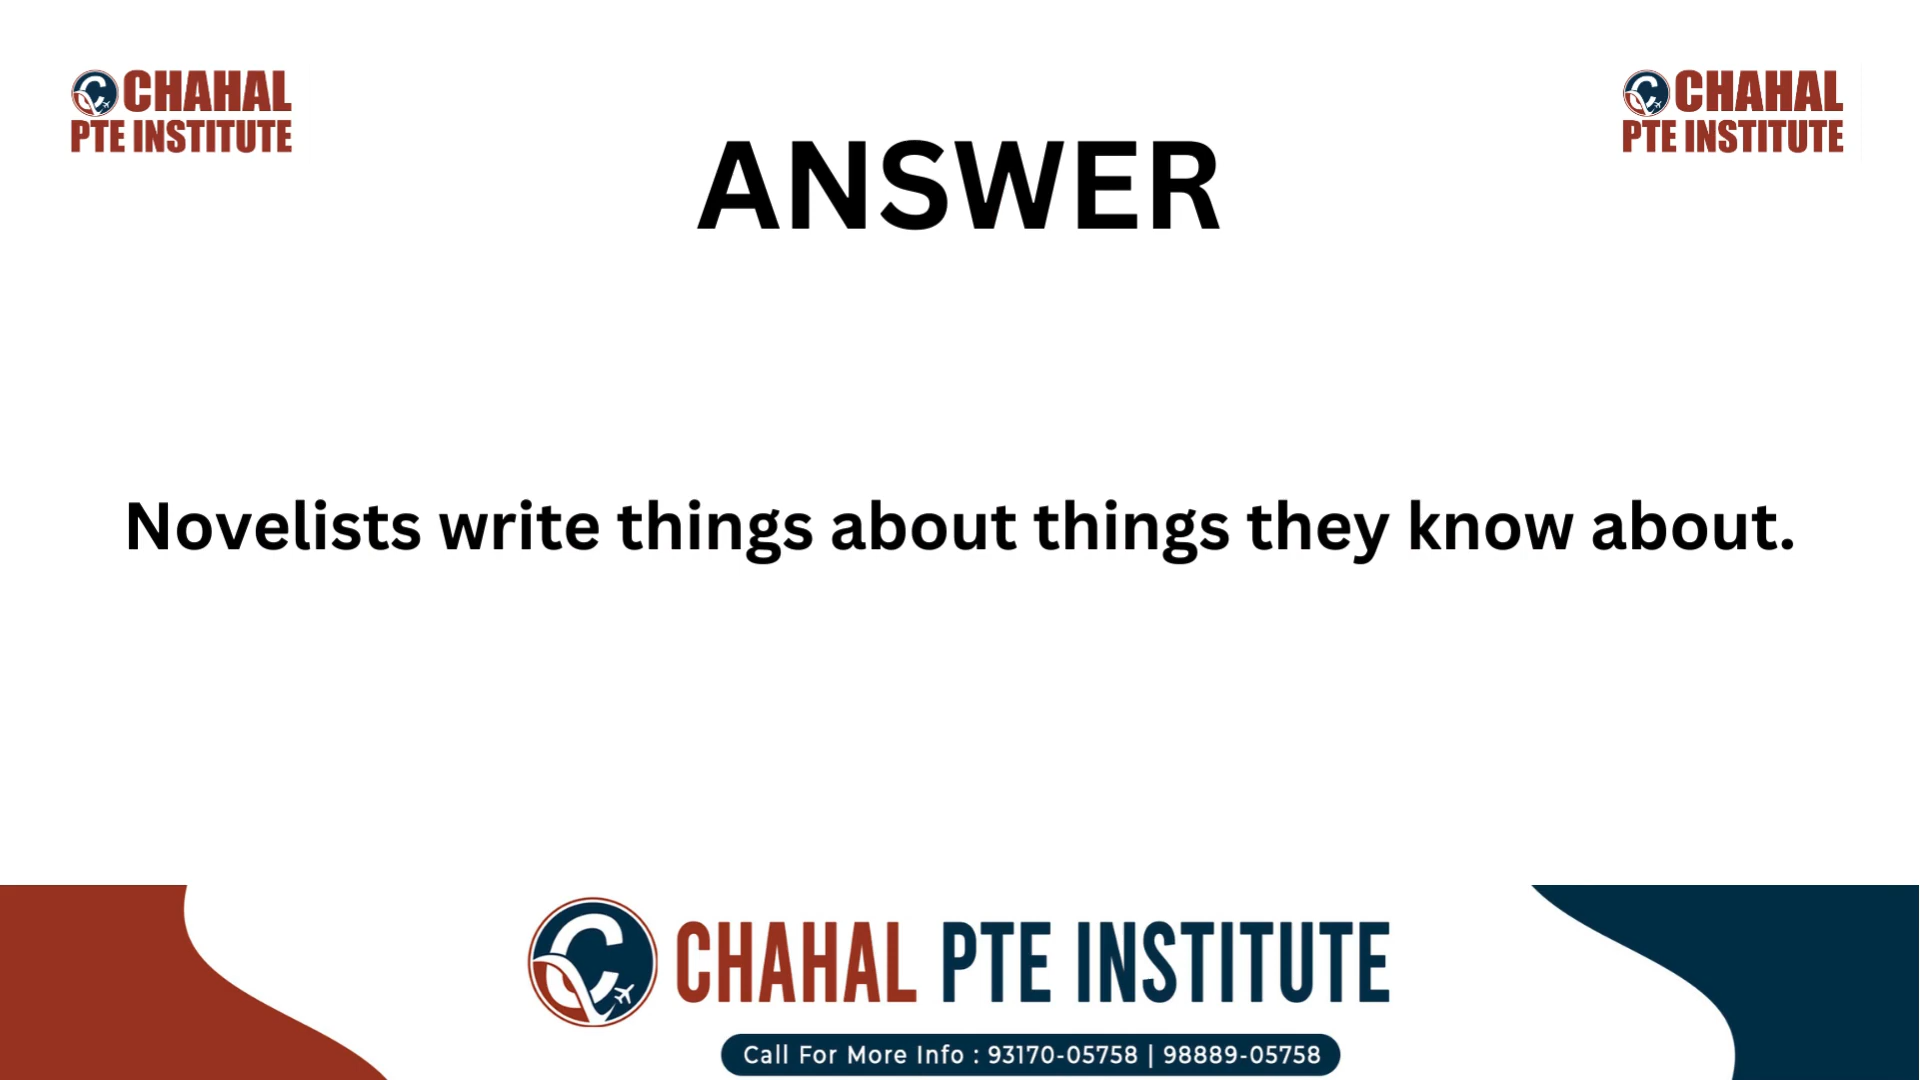 CHAHAL
PTE INSTITUTE
CHAHAL
PTE INSTITUTE
ANSWER
Novelists write things about things they know about.
CHAHAL PTE INSTITUTE
Call For More Info : 93170-05758 | 98889-05758